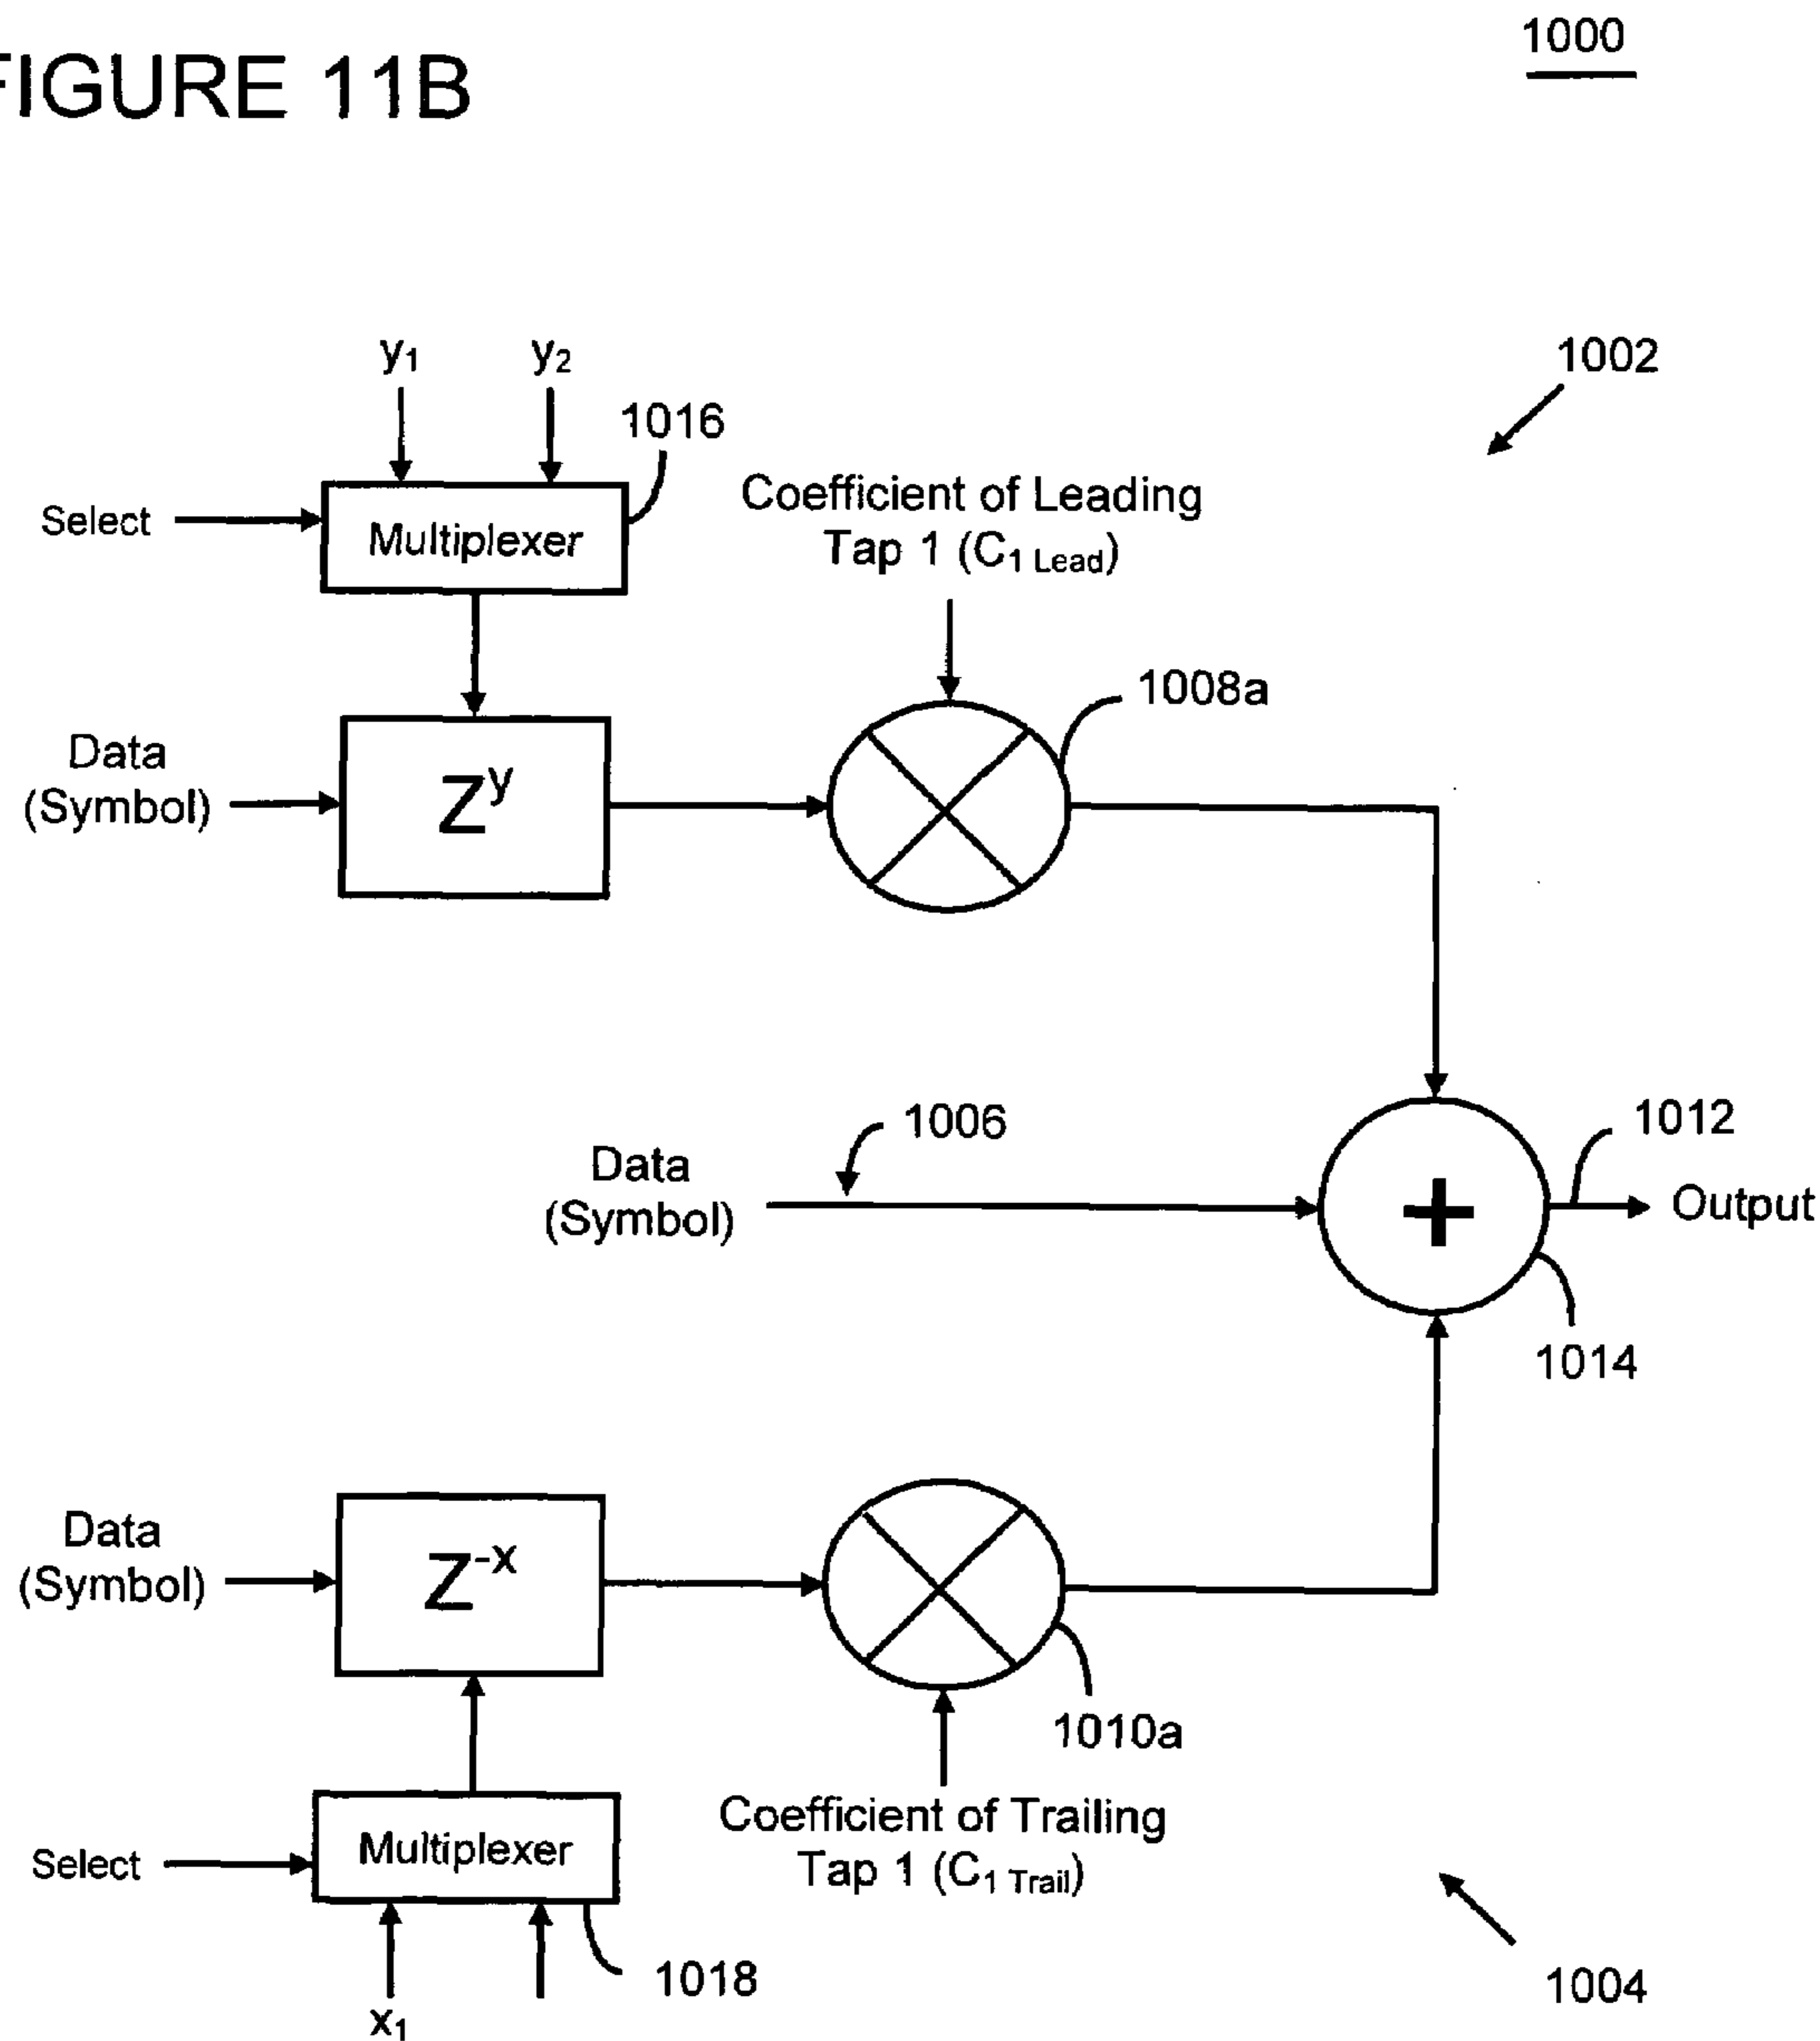 FIGURE 11B
1000
1002
y1 y2
1016
Select
Multiplexer
Coefficient of Leading
Tap 1 (C1 Lead)
1008a
Data
(Symbol)
Z^y
1006
Data
(Symbol)
+
1012
Output
1014
Data
(Symbol)
Z^-x
1010a
Coefficient of Trailing
Tap 1 (C1 Trail)
Select
Multiplexer
1018
x1
1004